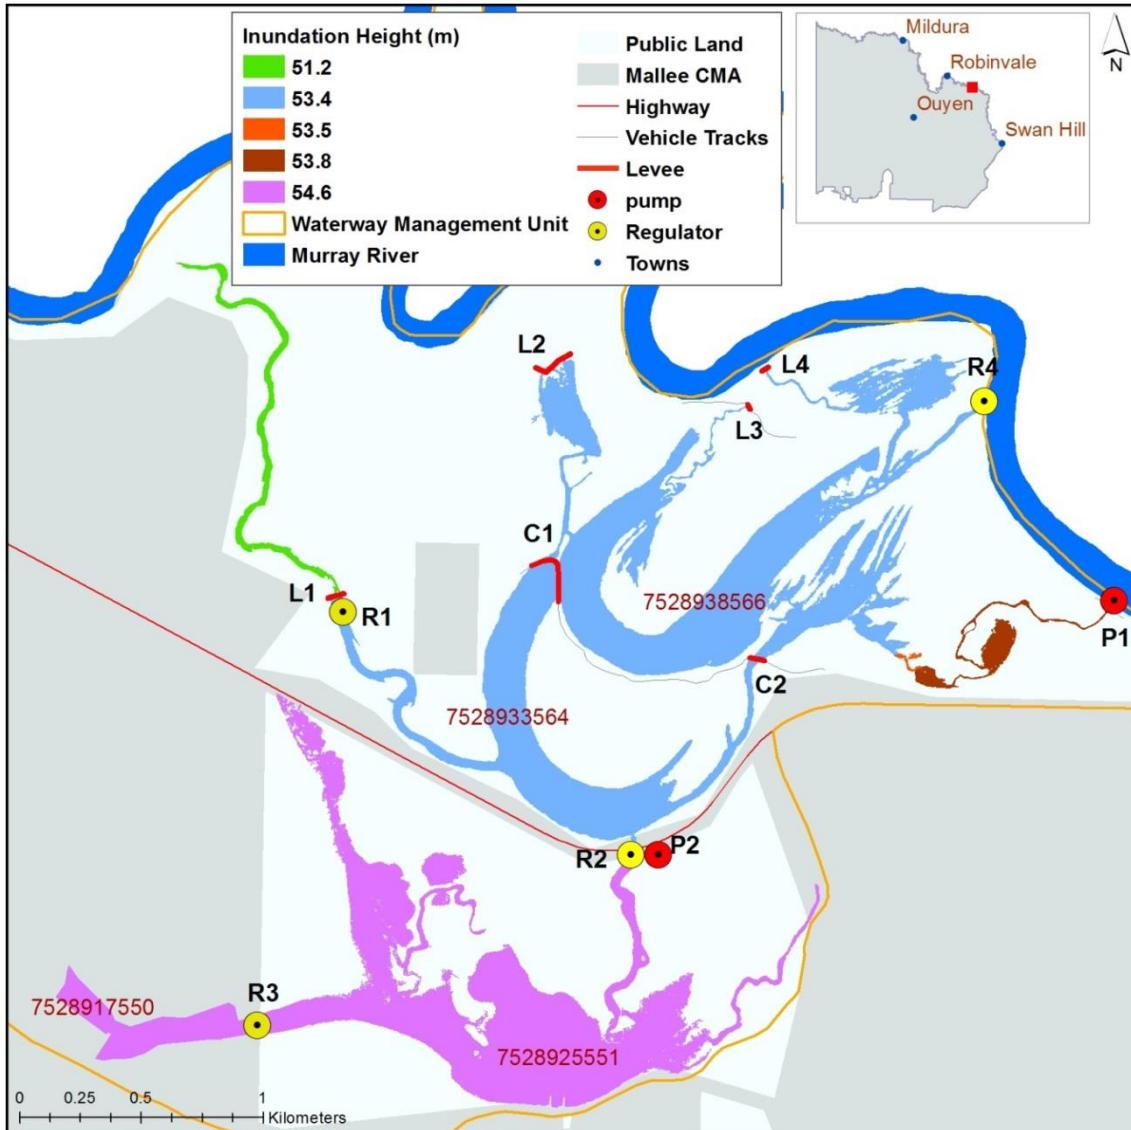 Inundation Height (m)
51.2
53.4
53.5
53.8
54.6
Waterway Management Unit
Murray River
Public Land
Mallee CMA
Highway
Vehicle Tracks
Levee
pump
Regulator
Towns
Mildura
Robinvale
Ouyen
Swan Hill
N
L2
L4
R4
L3
C1
L1
R1
7528938566
P1
C2
7528933564
R2
P2
R3
7528917550
7528925551
0 0.25 0.5 1
Kilometers